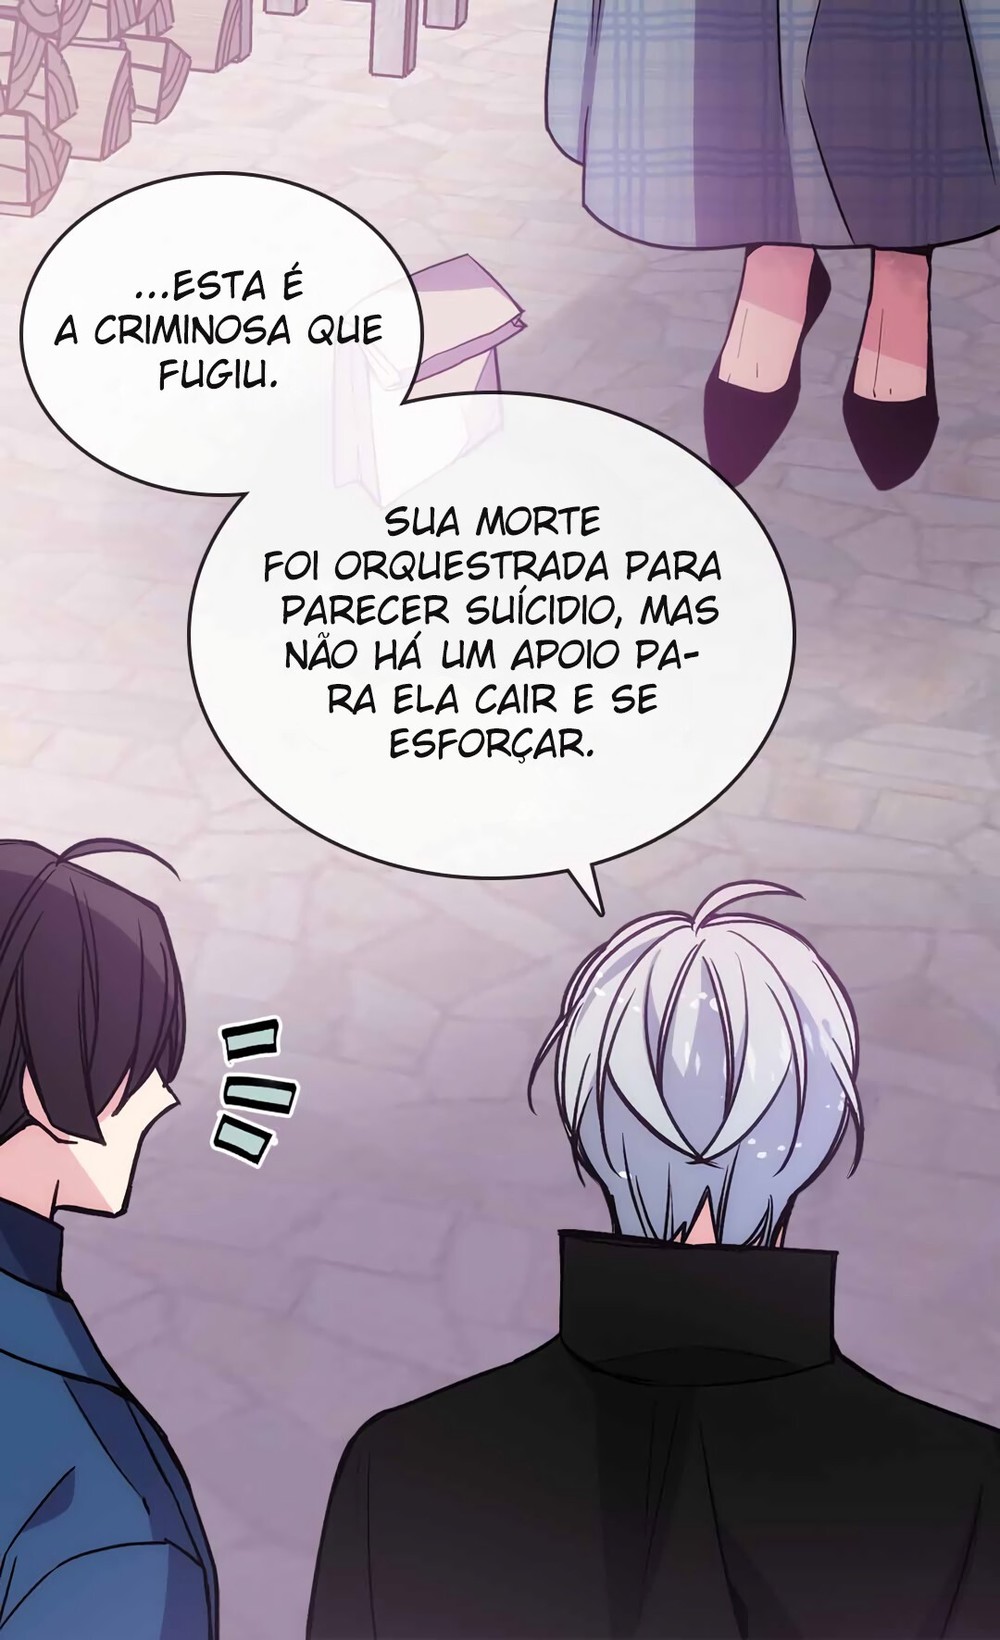 ...ESTA É
A CRIMINOSA QUE
FUGIU.
SUA MORTE
FOI ORQUESTRADA PARA
PARECER SUÍCIDIO, MAS
NÃO HÁ UM APOIO PA-
RA ELA CAIR E SE
ESFORÇAR.